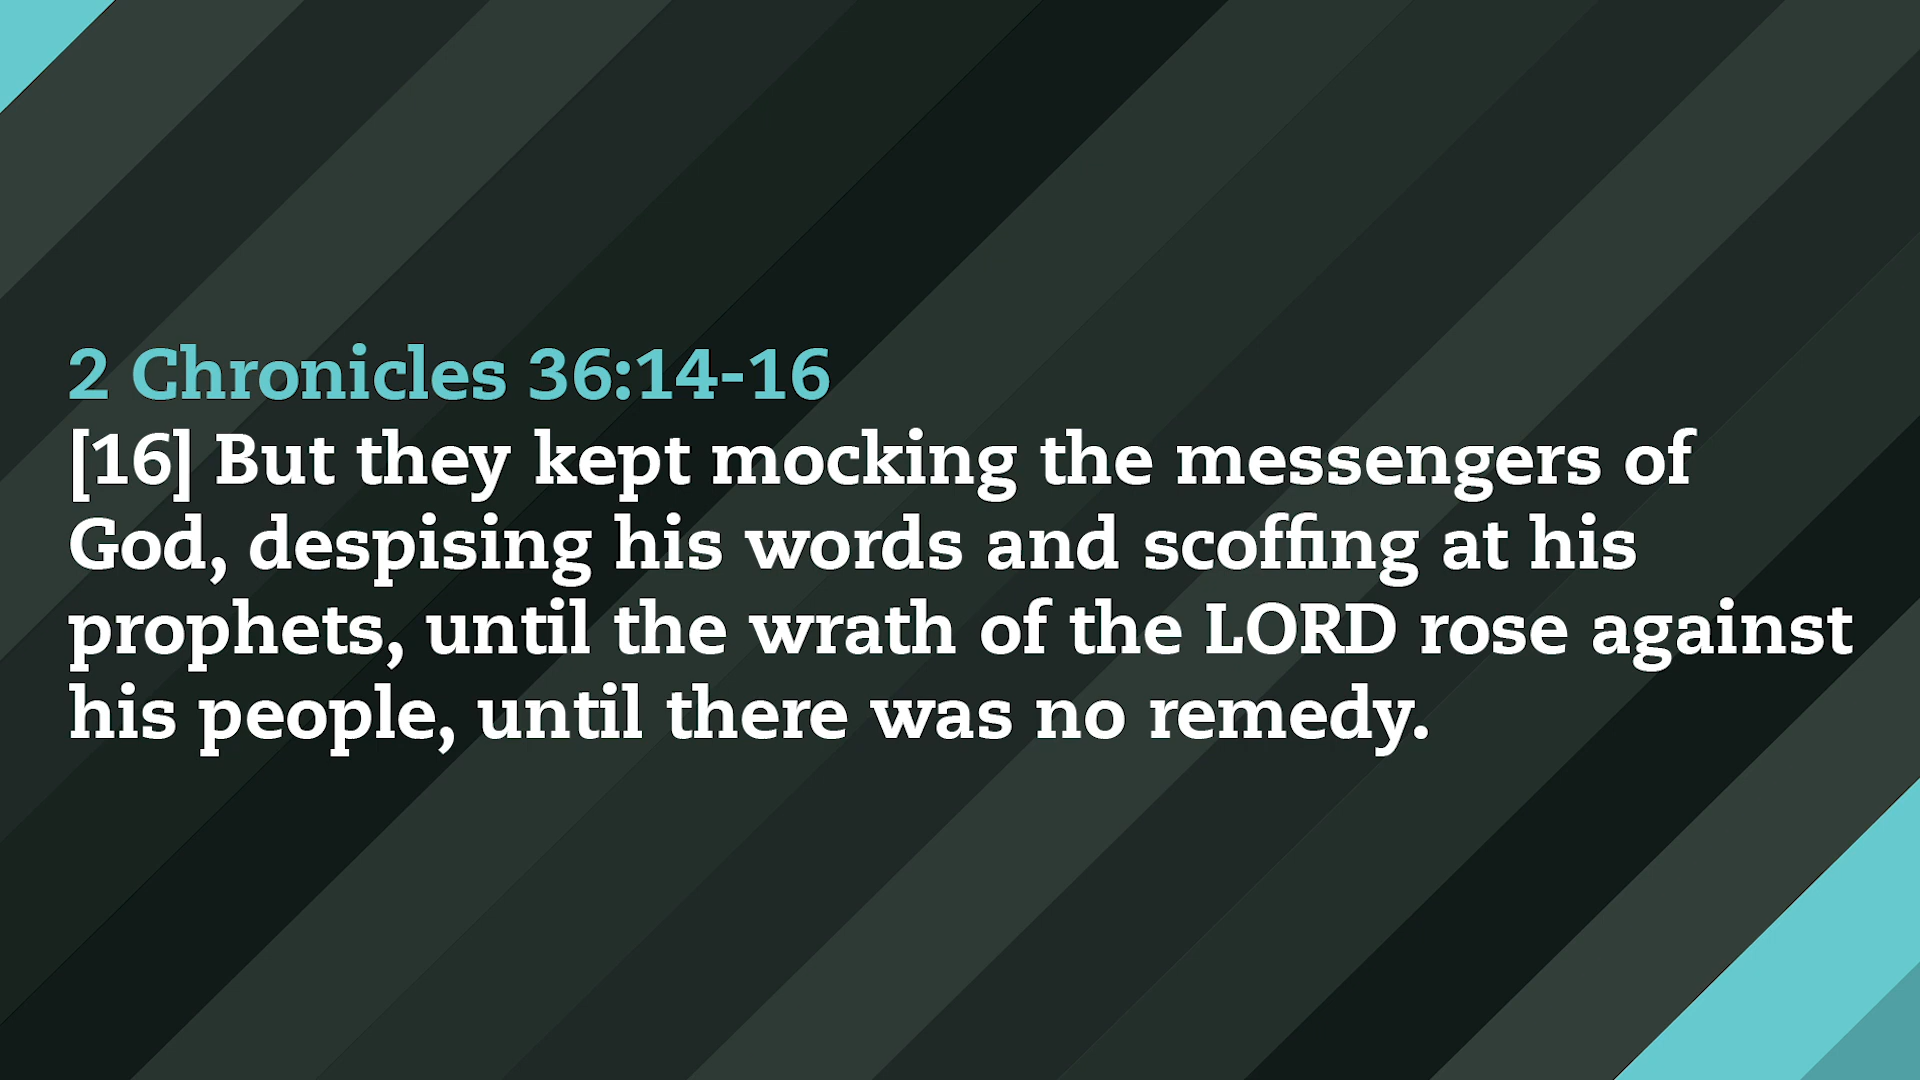 2 Chronicles 36:14-16
[16] But they kept mocking the messengers of
God, despising his words and scoffing at his
prophets, until the wrath of the LORD rose against
his people, until there was no remedy.